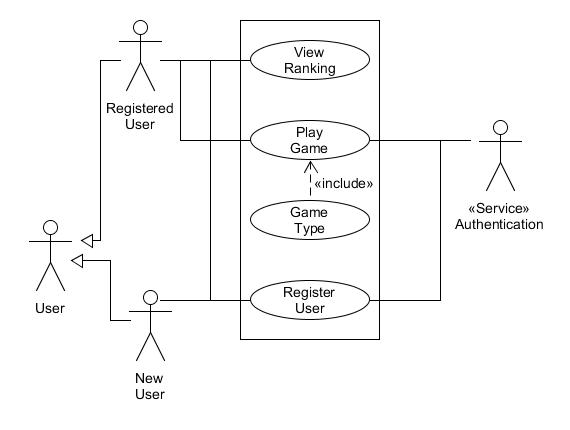 View
Ranking
Registered
User
Play
Game
«include»
«Service»
Authentication
Game
Type
User
Register
User
New
User